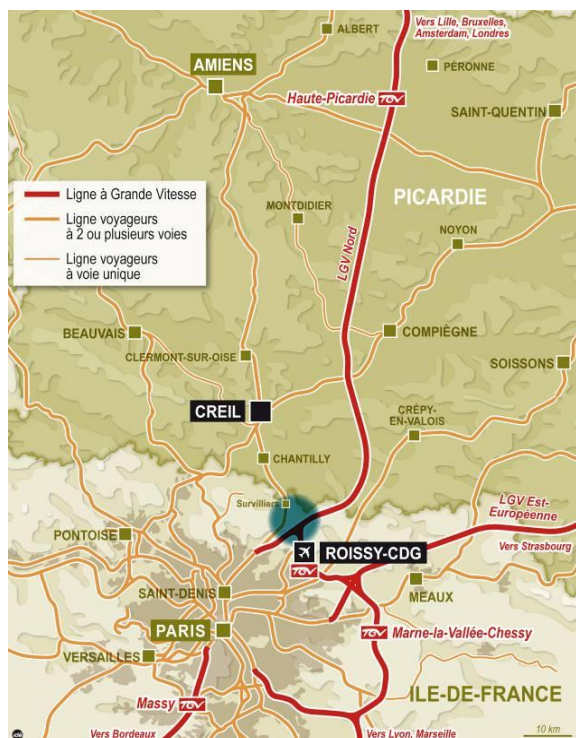 Vers Lille, Bruxelles,
Amsterdam, Londres
ALBERT
AMIENS
PÉRONNE
Haute-Picardie TGV
SAINT-QUENTIN
Ligne à Grande Vitesse
Ligne voyageurs
à 2 ou plusieurs voies
Ligne voyageurs
à voie unique
PICARDIE
MONTDIDIER
NOYON
LGV Nord
BEAUVAIS
COMPIÈGNE
CLERMONT-SUR-OISE
SOISSONS
CREIL
CRÉPY-
EN-VALOIS
CHANTILLY
Survilliers
LGV Est-
Européenne
PONTOISE
ROISSY-CDG
Vers Strasbourg
TGV
SAINT-DENIS
MEAUX
PARIS
TGV Marne-la-Vallée-Chessy
VERSAILLES
Massy TGV
ILE-DE-FRANCE
Vers Bordeaux
Vers Lyon, Marseille
10 km
idé